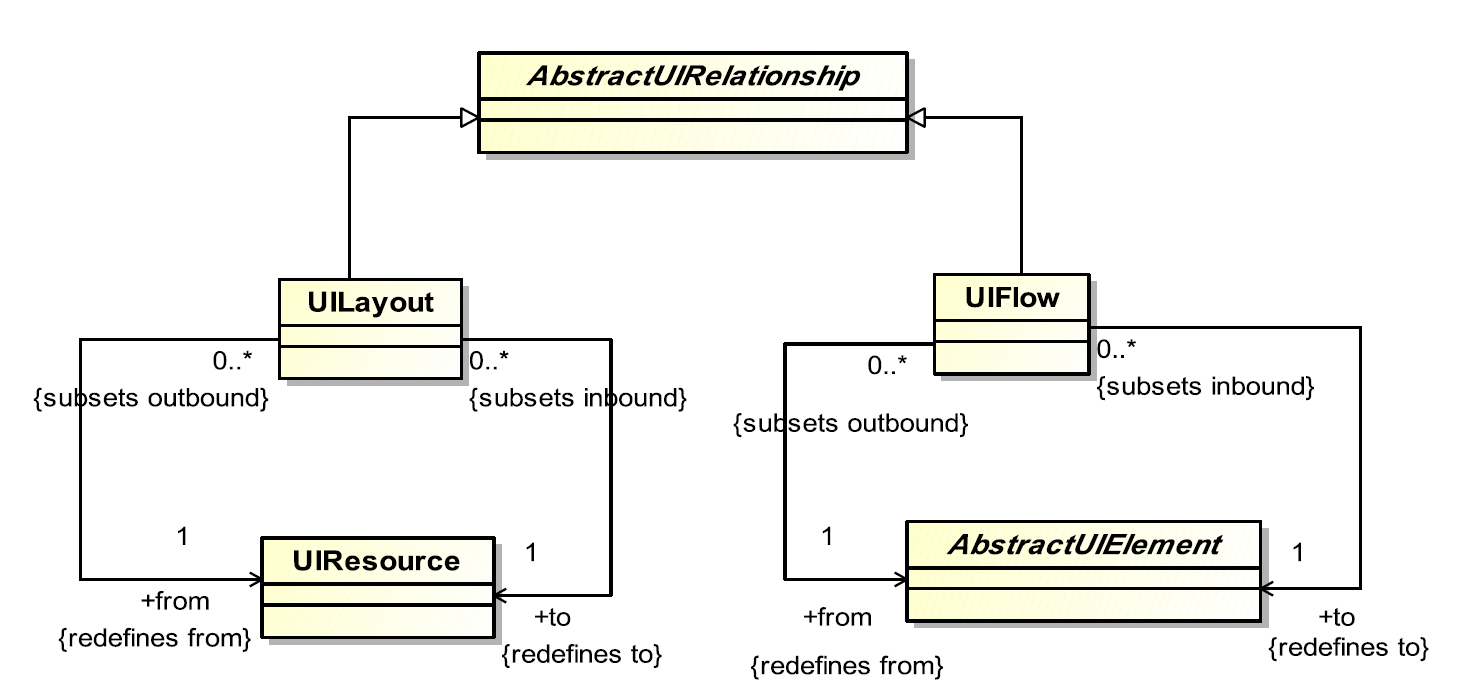 AbstractUIRelationship
UILayout
UIFlow
0..*
0..*
0..*
0..*
{subsets outbound}
{subsets inbound}
{subsets inbound}
{subsets outbound}
1
1
1
1
UIResource
AbstractUIElement
+from
+to
+from
+to
{redefines from}
{redefines to}
{redefines from}
{redefines to}